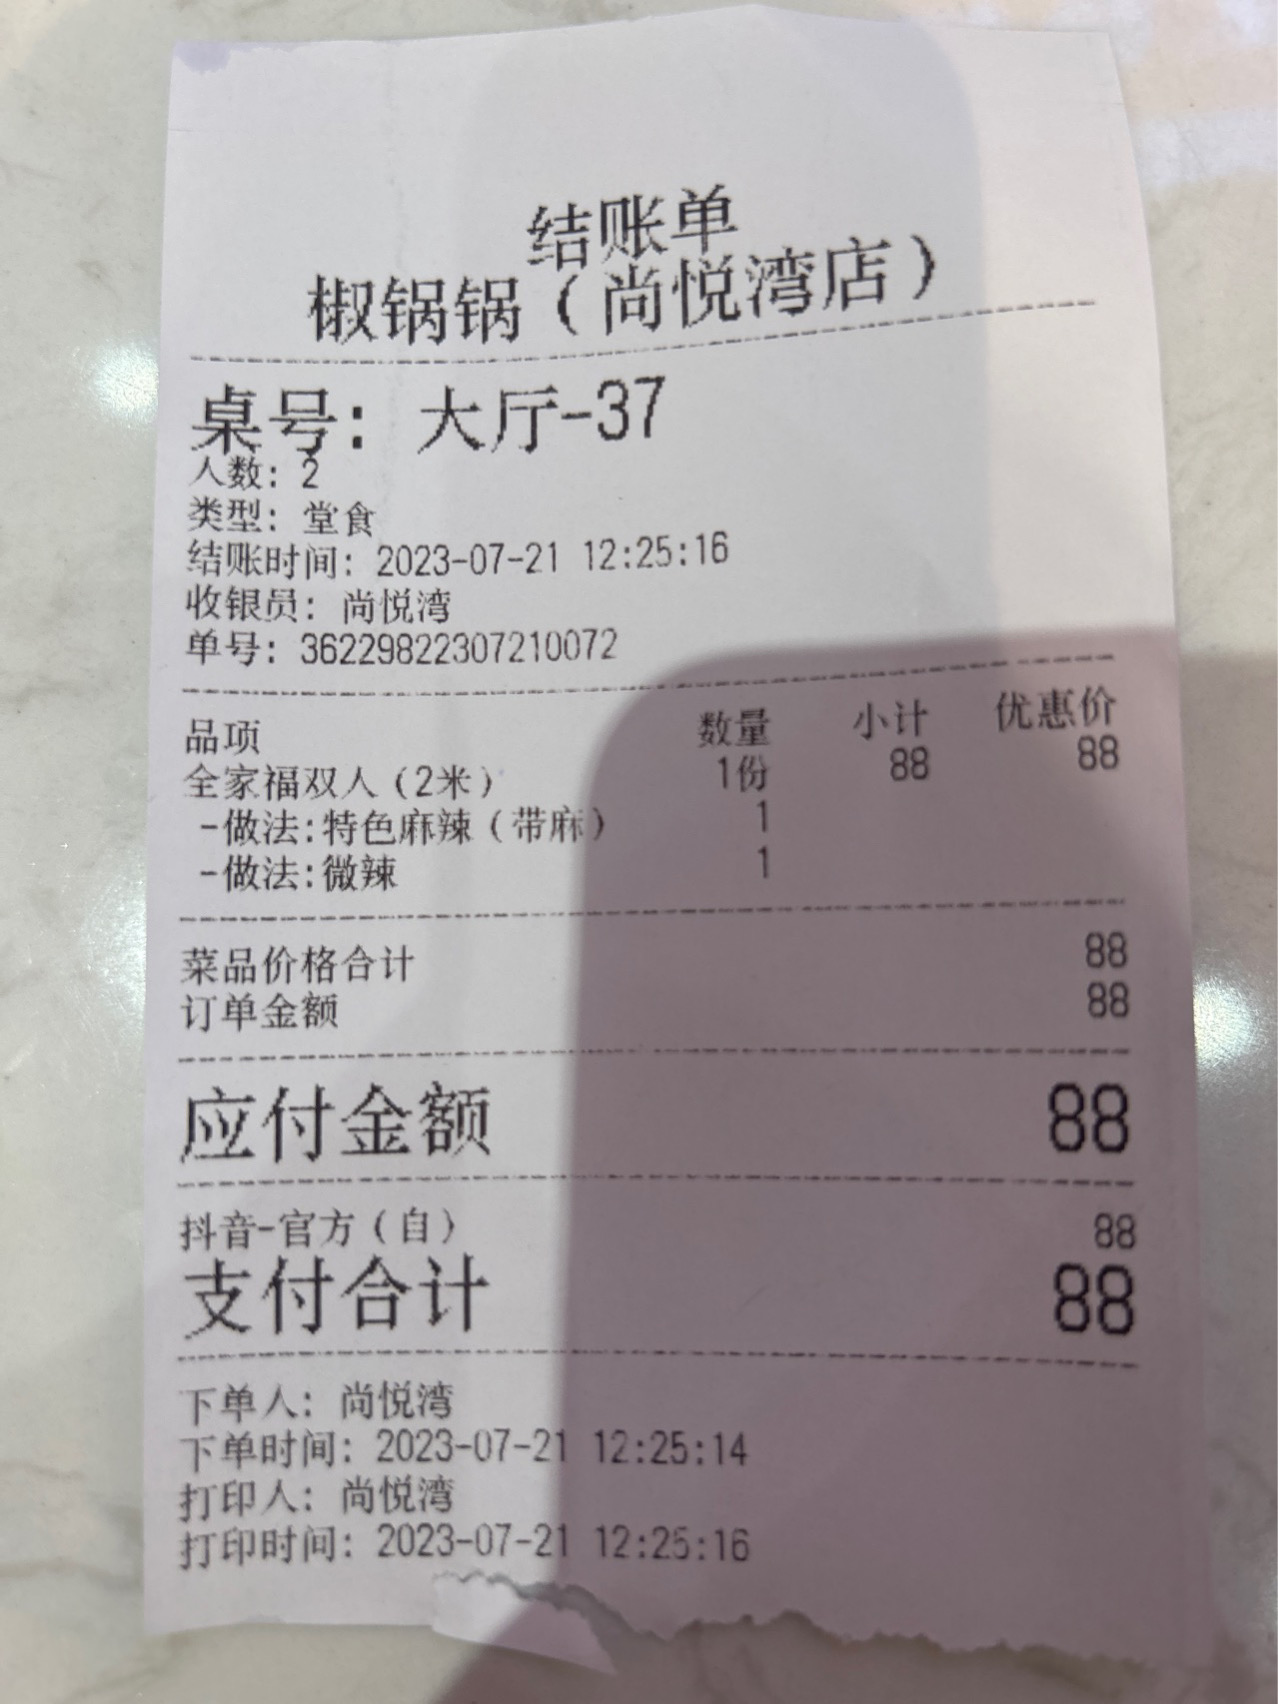 结账单
椒锅锅（尚悦湾店）
桌号：大厅-37
人数：2
类型：堂食
结账时间：2023-07-21 12:25:16
收银员：尚悦湾
单号：36229822307210072
品项 数量 小计 优惠价
全家福双人（2米） 1份 88 88
-做法:特色麻辣（带麻） 1
-做法:微辣 1
菜品价格合计 88
订单金额 88
应付金额 88
抖音-官方（自） 88
支付合计 88
下单人：尚悦湾
下单时间：2023-07-21 12:25:14
打印人：尚悦湾
打印时间：2023-07-21 12:25:16